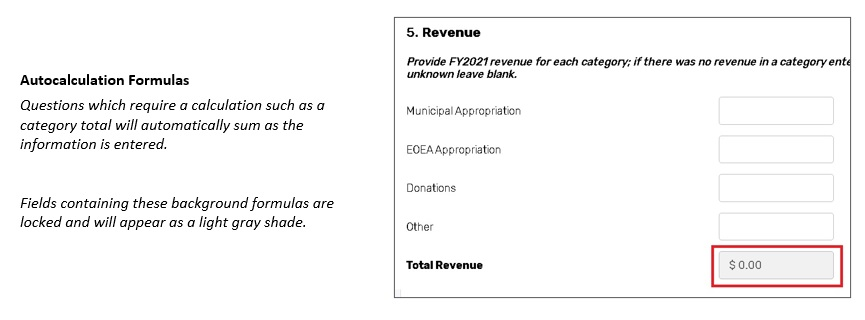 Autocalculation Formulas
Questions which require a calculation such as a
category total will automatically sum as the
information is entered.
Fields containing these background formulas are
locked and will appear as a light gray shade.
5. Revenue
Provide FY2021 revenue for each category; if there was no revenue in a category ente
unknown leave blank.
Municipal Appropriation
EOEA Appropriation
Donations
Other
Total Revenue
$ 0.00